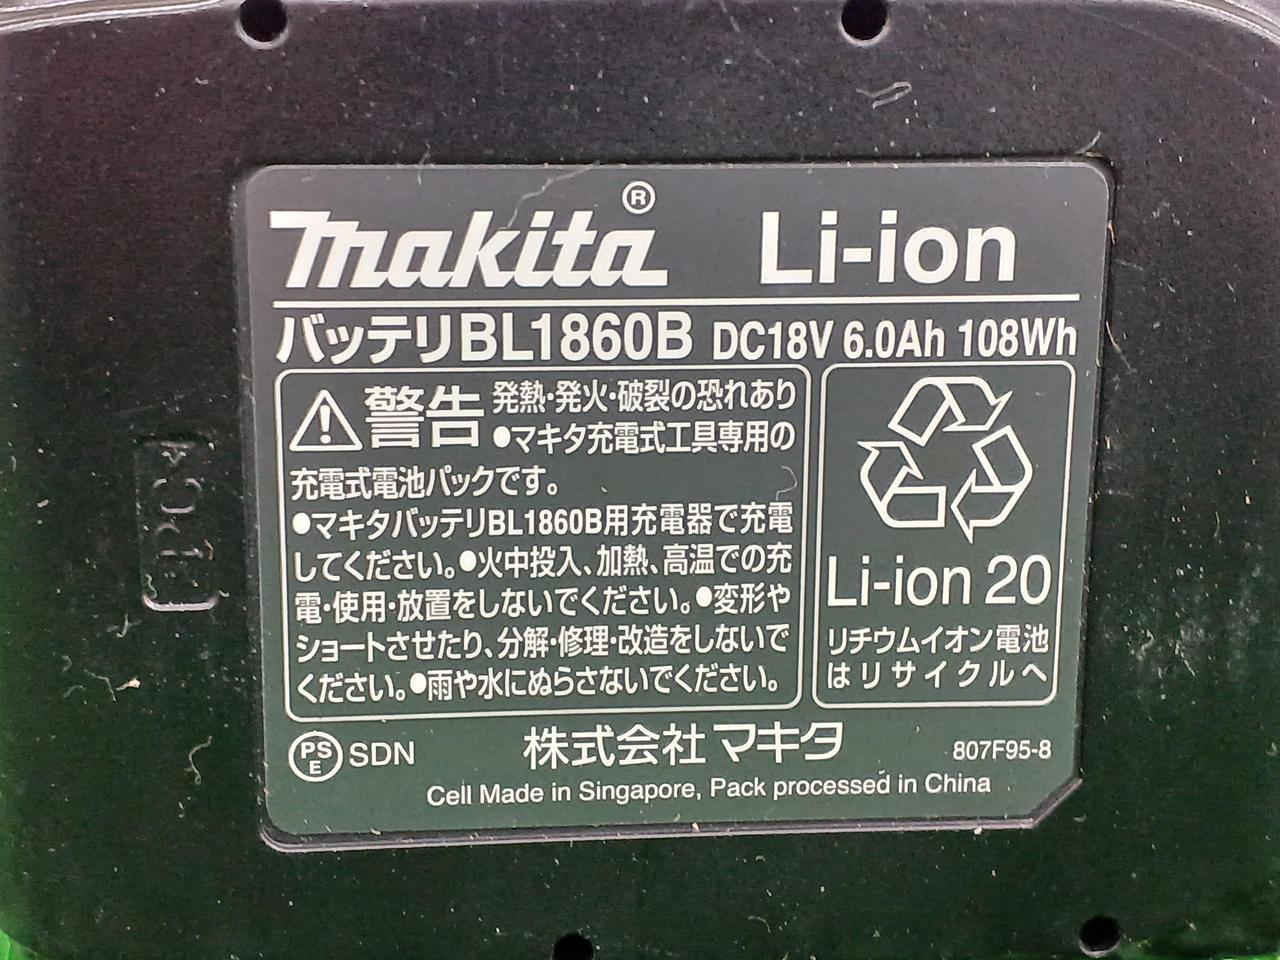 makita® Li-ion
バッテリBL1860B DC18V 6.0Ah 108Wh
警告 発熱・発火・破裂の恐れあり
●マキタ充電式工具専用の
充電式電池パックです。
●マキタバッテリBL1860B用充電器で充電
してください。●火中投入、加熱、高温での充
電・使用・放置をしないでください。●変形や
ショートさせたり、分解・修理・改造をしないで
ください。●雨や水にぬらさないでください。
Li-ion 20
リチウムイオン電池
はリサイクルへ
PS E SDN 株式会社マキタ 807F95-8
Cell Made in Singapore, Pack processed in China